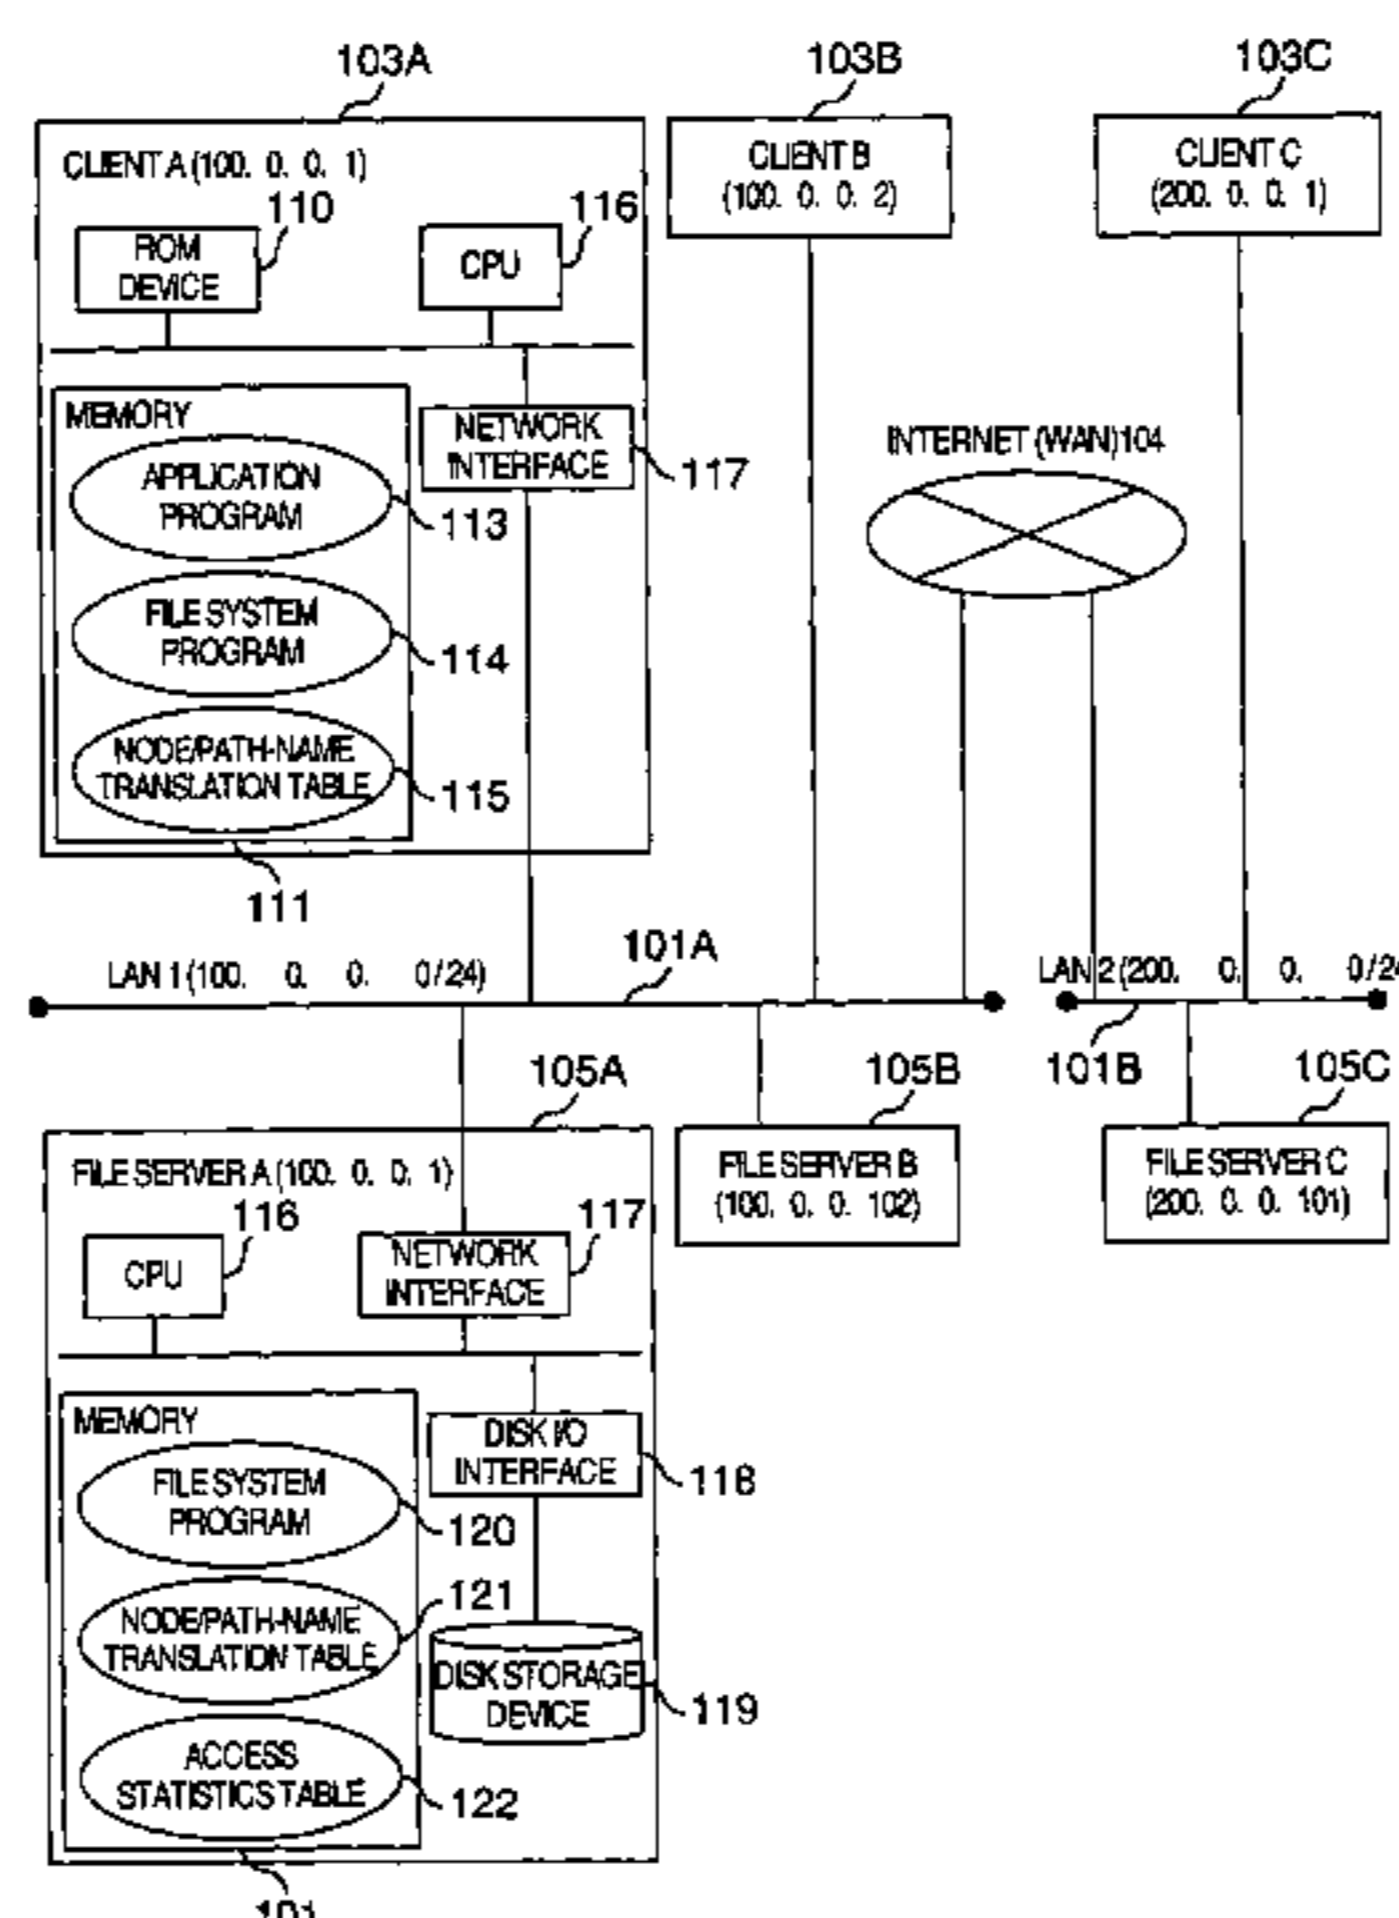 103A
103B
103C
CLIENT A (100. 0. 0. 1)
CLIENT B
(100. 0. 0. 2)
CLIENT C
(200. 0. 0. 1)
110
116
ROM
DEVICE
CPU
MEMORY
NETWORK
INTERFACE
117
INTERNET (WAN)104
APPLICATION
PROGRAM
113
FILE SYSTEM
PROGRAM
114
NODE/PATH-NAME
TRANSLATION TABLE
115
111
LAN 1 (100. 0. 0. 0/24)
101A
LAN 2 (200. 0. 0. 0/24
101B
105A
105B
105C
FILE SERVER A (100. 0. 0. 1)
FILE SERVER B
(100. 0. 0. 102)
FILE SERVER C
(200. 0. 0. 101)
116
117
CPU
NETWORK
INTERFACE
MEMORY
DISK I/O
INTERFACE
118
FILE SYSTEM
PROGRAM
120
121
NODE/PATH-NAME
TRANSLATION TABLE
DISK STORAGE
DEVICE
119
ACCESS
STATISTICS TABLE
122
101